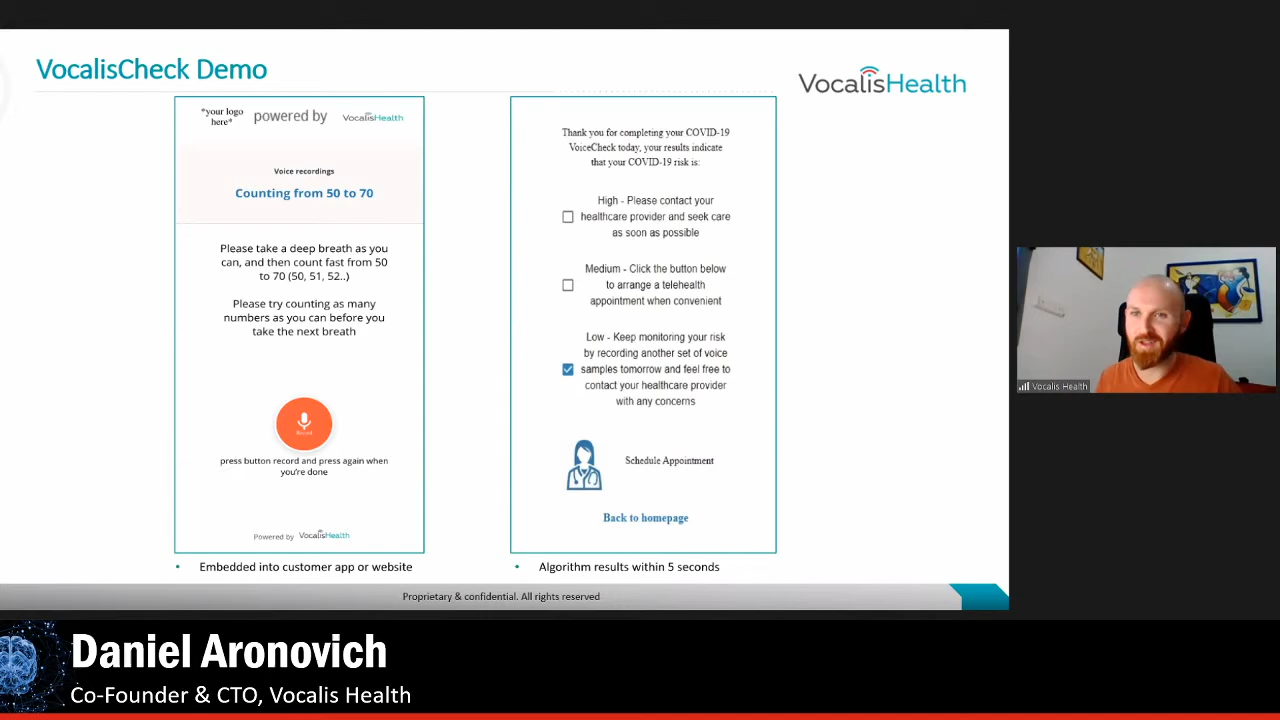 VocalisCheck Demo
VocalisHealth
*your logo
here*
powered by
VocalisHealth
Voice recordings
Counting from 50 to 70
Please take a deep breath as you
can, and then count fast from 50
to 70 (50, 51, 52..)
Please try counting as many
numbers as you can before you
take the next breath
Record
press button record and press again when
you're done
Powered by VocalisHealth
• Embedded into customer app or website
Thank you for completing your COVID-19
VoiceCheck today, your results indicate
that your COVID-19 risk is:
High - Please contact your
healthcare provider and seek care
as soon as possible
Medium - Click the button below
to arrange a telehealth
appointment when convenient
Low - Keep monitoring your risk
by recording another set of voice
samples tomorrow and feel free to
contact your healthcare provider
with any concerns
Schedule Appointment
Back to homepage
• Algorithm results within 5 seconds
Proprietary & confidential. All rights reserved
Vocalis Health
Daniel Aronovich
Co-Founder & CTO, Vocalis Health